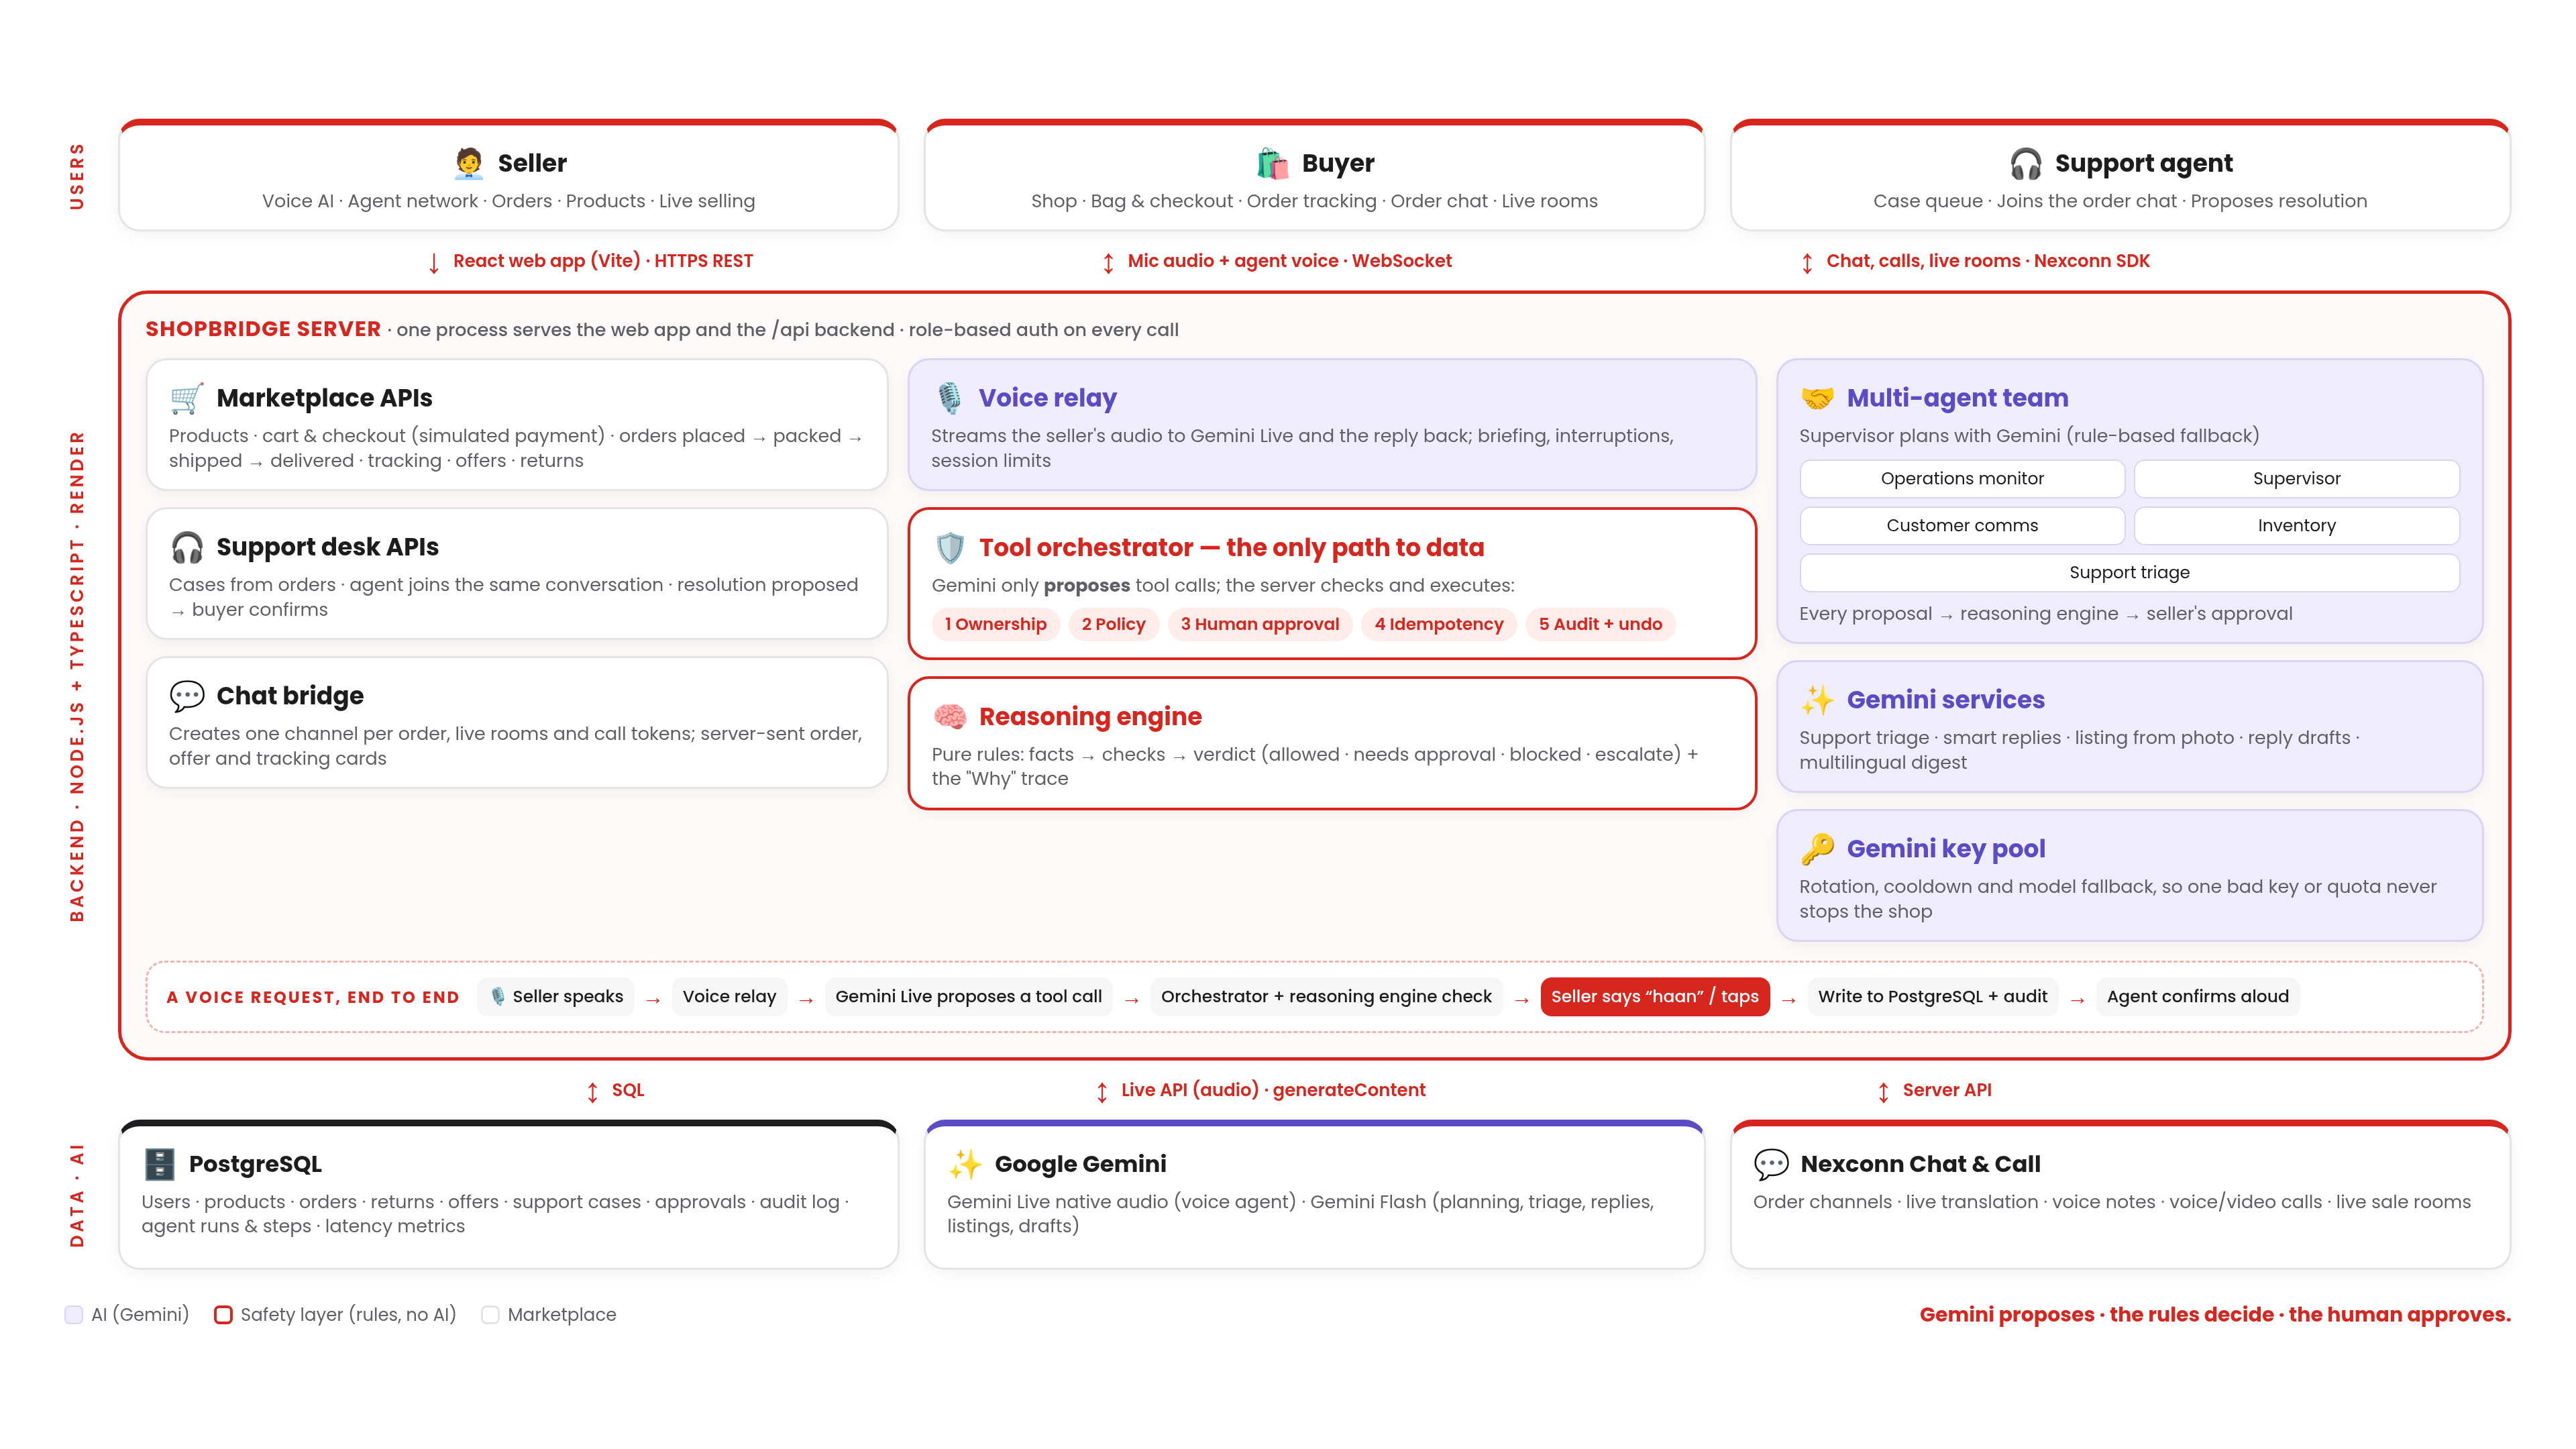 USERS
Seller
Voice AI · Agent network · Orders · Products · Live selling
Buyer
Shop · Bag & checkout · Order tracking · Order chat · Live rooms
Support agent
Case queue · Joins the order chat · Proposes resolution
↓ React web app (Vite) · HTTPS REST
↕ Mic audio + agent voice · WebSocket
↕ Chat, calls, live rooms · Nexconn SDK
BACKEND · NODE.JS + TYPESCRIPT · RENDER
SHOPBRIDGE SERVER · one process serves the web app and the /api backend · role-based auth on every call
Marketplace APIs
Products · cart & checkout (simulated payment) · orders placed → packed →
shipped → delivered · tracking · offers · returns
Support desk APIs
Cases from orders · agent joins the same conversation · resolution proposed
→ buyer confirms
Chat bridge
Creates one channel per order, live rooms and call tokens; server-sent order,
offer and tracking cards
Voice relay
Streams the seller's audio to Gemini Live and the reply back; briefing, interruptions,
session limits
Tool orchestrator — the only path to data
Gemini only proposes tool calls; the server checks and executes:
1 Ownership
2 Policy
3 Human approval
4 Idempotency
5 Audit + undo
Reasoning engine
Pure rules: facts → checks → verdict (allowed · needs approval · blocked · escalate) +
the "Why" trace
Multi-agent team
Supervisor plans with Gemini (rule-based fallback)
Operations monitor
Supervisor
Customer comms
Inventory
Support triage
Every proposal → reasoning engine → seller's approval
Gemini services
Support triage · smart replies · listing from photo · reply drafts ·
multilingual digest
Gemini key pool
Rotation, cooldown and model fallback, so one bad key or quota never
stops the shop
A VOICE REQUEST, END TO END
Seller speaks → Voice relay → Gemini Live proposes a tool call → Orchestrator + reasoning engine check → Seller says “haan” / taps → Write to PostgreSQL + audit → Agent confirms aloud
↕ SQL
↕ Live API (audio) · generateContent
↕ Server API
DATA · AI
PostgreSQL
Users · products · orders · returns · offers · support cases · approvals · audit log ·
agent runs & steps · latency metrics
Google Gemini
Gemini Live native audio (voice agent) · Gemini Flash (planning, triage, replies,
listings, drafts)
Nexconn Chat & Call
Order channels · live translation · voice notes · voice/video calls · live sale rooms
AI (Gemini)
Safety layer (rules, no AI)
Marketplace
Gemini proposes · the rules decide · the human approves.